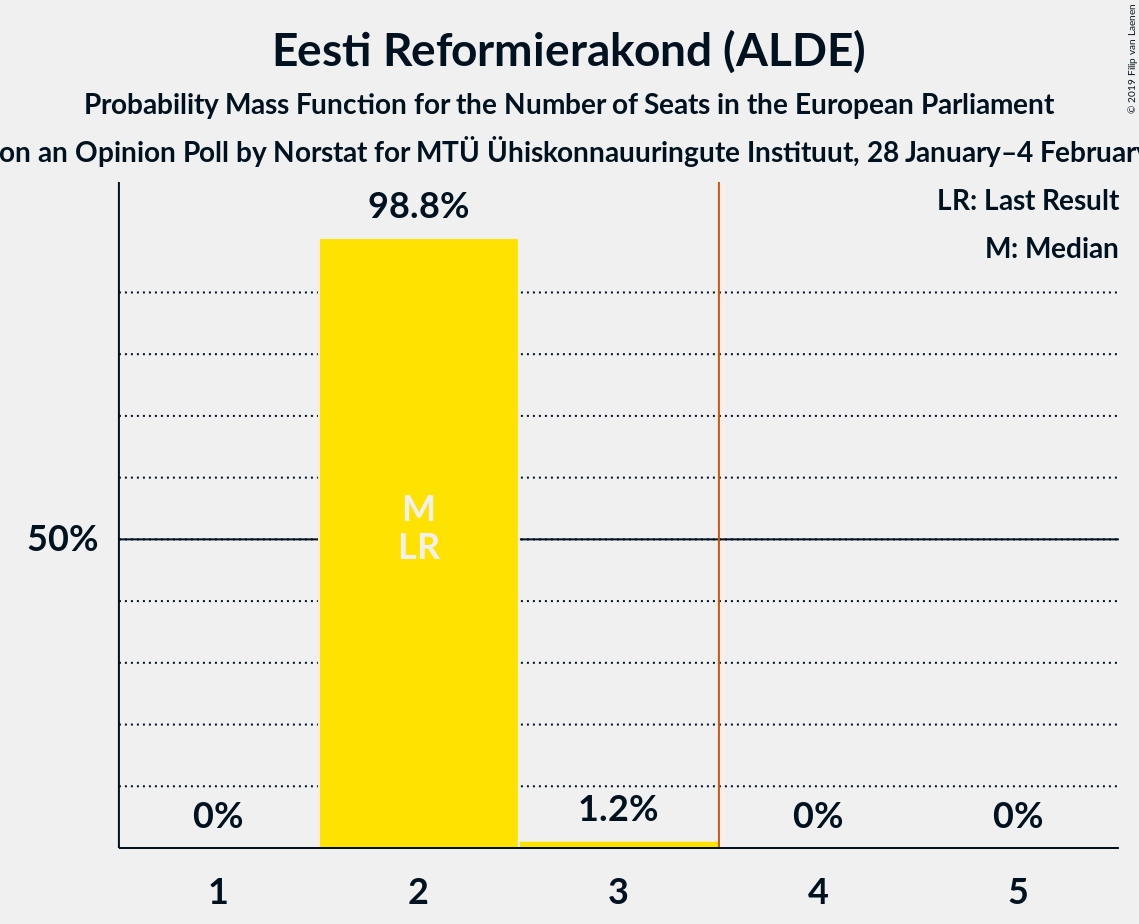 Eesti Reformierakond (ALDE)
Probability Mass Function for the Number of Seats in the European Parliament
on an Opinion Poll by Norstat for MTÜ Ühiskonnauuringute Instituut, 28 January–4 February
© 2019 Filip van Laenen
LR: Last Result
M: Median
98.8%
M
LR
50%
0%
1.2%
0%
0%
1
2
3
4
5